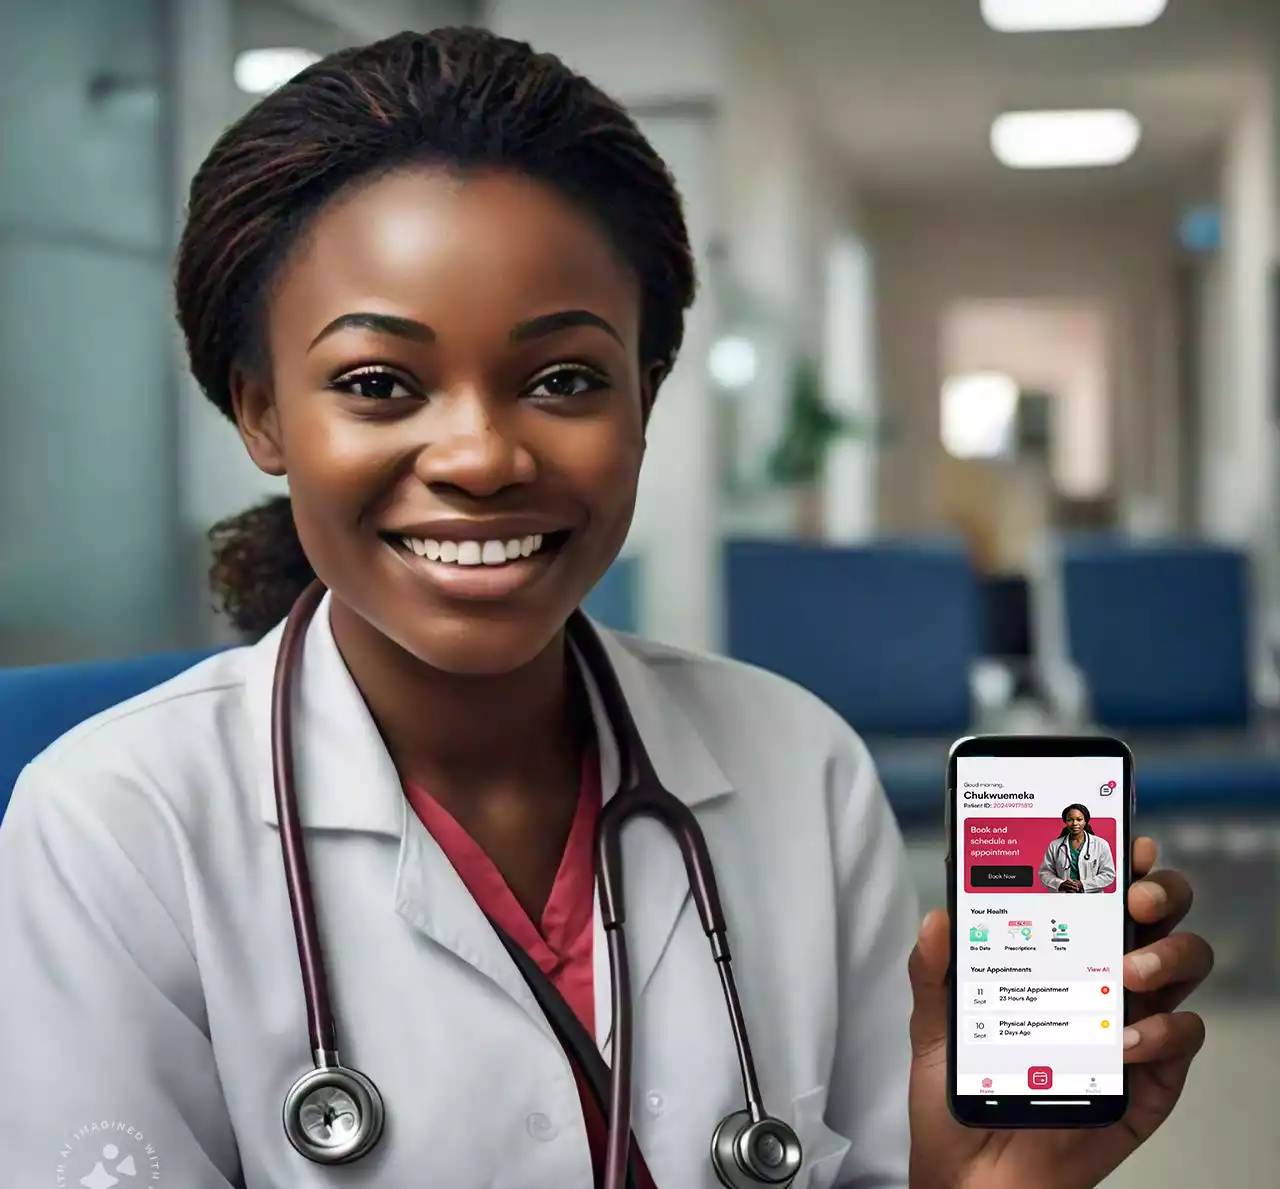 Good morning,
Chukwuemeka
Patient ID: 202499175812
Book and
schedule an
appointment
Book Now
Your Health
Bio Data
Prescriptions
Tests
Your Appointments
View All
11
Sept
Physical Appointment
23 Hours Ago
10
Sept
Physical Appointment
2 Days Ago
Home
Profile
IMAGINED WITH AI